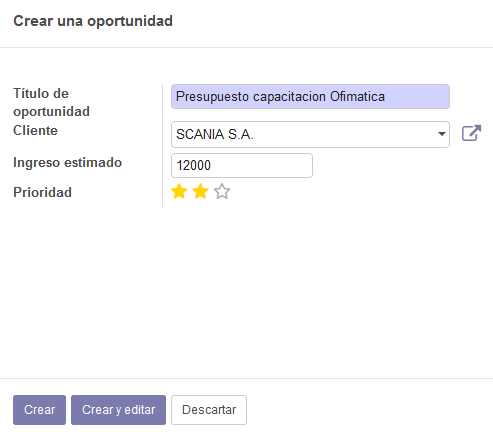 Crear una oportunidad
Título de
oportunidad
Presupuesto capacitacion Ofimatica
Cliente
SCANIA S.A.
Ingreso estimado
12000
Prioridad
Crear
Crear y editar
Descartar